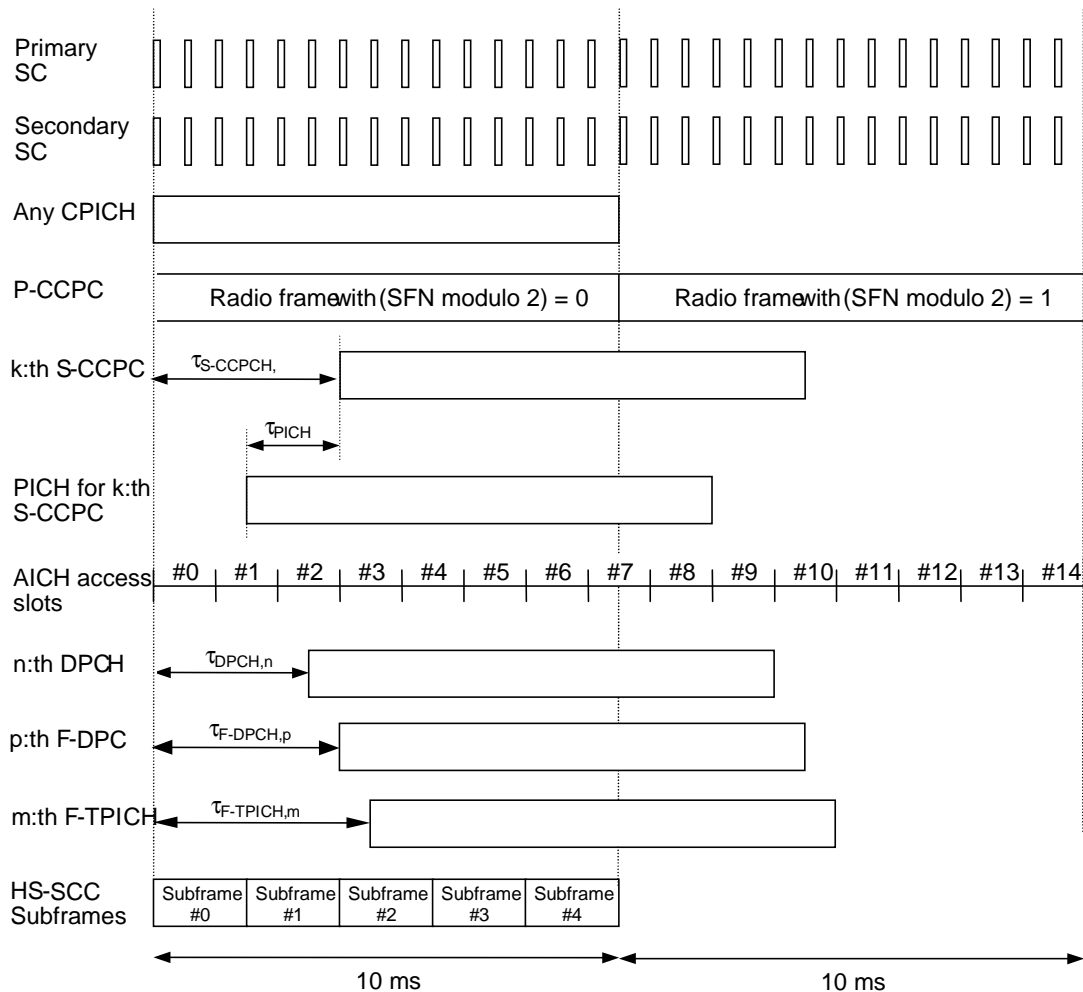 Primary
SC
Secondary
SC
Any CPICH
P-CCPC
Radio framewith (SFN modulo 2) = 0
Radio framewith (SFN modulo 2) = 1
k:th S-CCPC
τS-CCPCH,
τPICH
PICH for k:th
S-CCPC
AICH access
slots
#0 #1 #2 #3 #4 #5 #6 #7 #8 #9 #10 #11 #12 #13 #14
n:th DPCH
τDPCH,n
p:th F-DPC
τF-DPCH,p
m:th F-TPICH
τF-TPICH,m
HS-SCC
Subframes
Subframe
#0
Subframe
#1
Subframe
#2
Subframe
#3
Subframe
#4
10 ms
10 ms